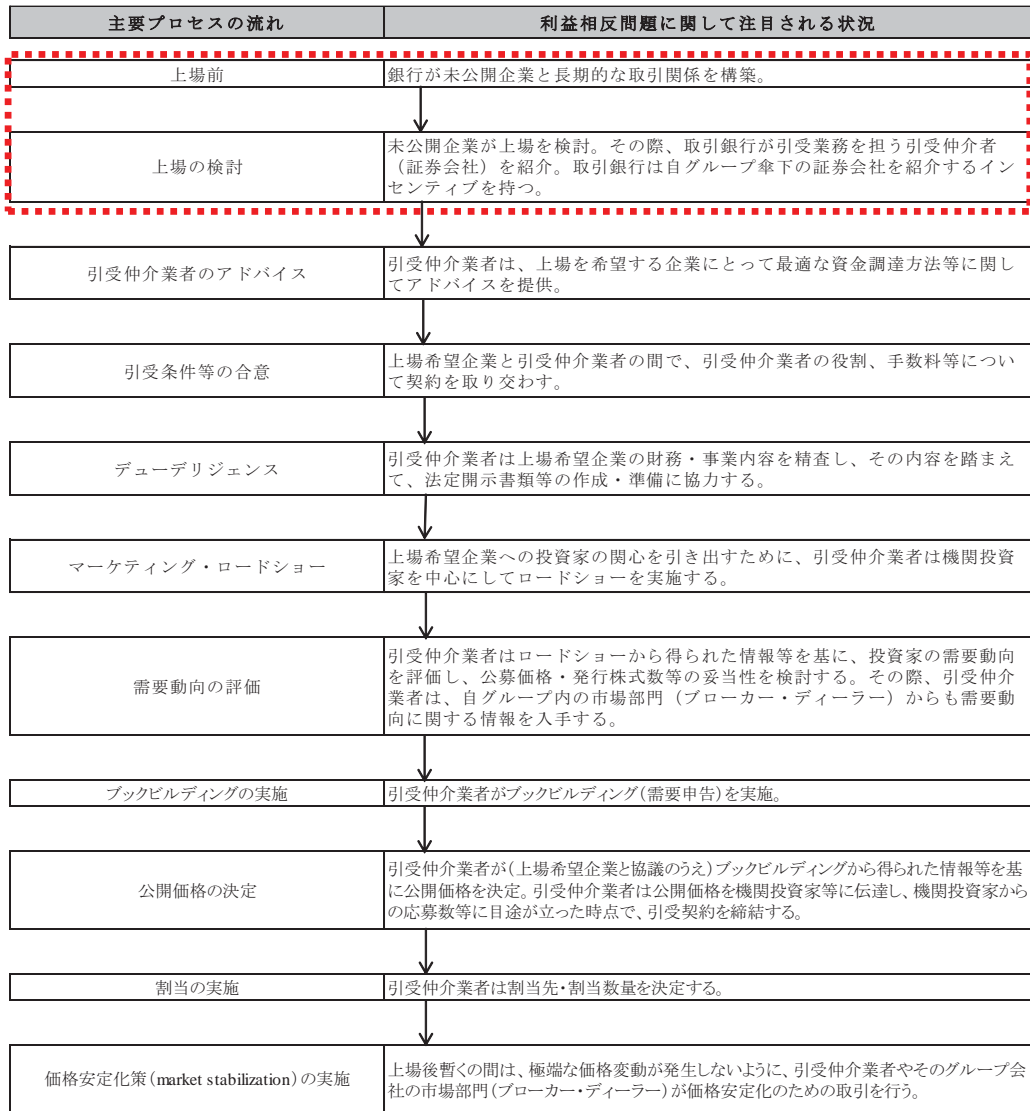 主要プロセスの流れ
利益相反問題に関して注目される状況
上場前
銀行が未公開企業と長期的な取引関係を構築。
上場の検討
未公開企業が上場を検討。その際、取引銀行が引受業務を担う引受仲介者
（証券会社）を紹介。取引銀行は自グループ傘下の証券会社を紹介するイン
センティブを持つ。
引受仲介業者のアドバイス
引受仲介業者は、上場を希望する企業にとって最適な資金調達方法等に関し
てアドバイスを提供。
引受条件等の合意
上場希望企業と引受仲介業者の間で、引受仲介業者の役割、手数料等につい
て契約を取り交わす。
デューデリジェンス
引受仲介業者は上場希望企業の財務・事業内容を精査し、その内容を踏まえ
て、法定開示書類等の作成・準備に協力する。
マーケティング・ロードショー
上場希望企業への投資家の関心を引き出すために、引受仲介業者は機関投資
家を中心にしてロードショーを実施する。
需要動向の評価
引受仲介業者はロードショーから得られた情報等を基に、投資家の需要動向
を評価し、公募価格・発行株式数等の妥当性を検討する。その際、引受仲介
業者は、自グループ内の市場部門（ブローカー・ディーラー）からも需要動
向に関する情報を入手する。
ブックビルディングの実施
引受仲介業者がブックビルディング(需要申告)を実施。
公開価格の決定
引受仲介業者が(上場希望企業と協議のうえ)ブックビルディングから得られた情報等を基
に公開価格を決定。引受仲介業者は公開価格を機関投資家等に伝達し、機関投資家から
の応募数等に目途が立った時点で、引受契約を締結する。
割当の実施
引受仲介業者は割当先・割当数量を決定する。
価格安定化策(market stabilization)の実施
上場後暫くの間は、極端な価格変動が発生しないように、引受仲介業者やそのグループ会
社の市場部門(ブローカー・ディーラー)が価格安定化のための取引を行う。